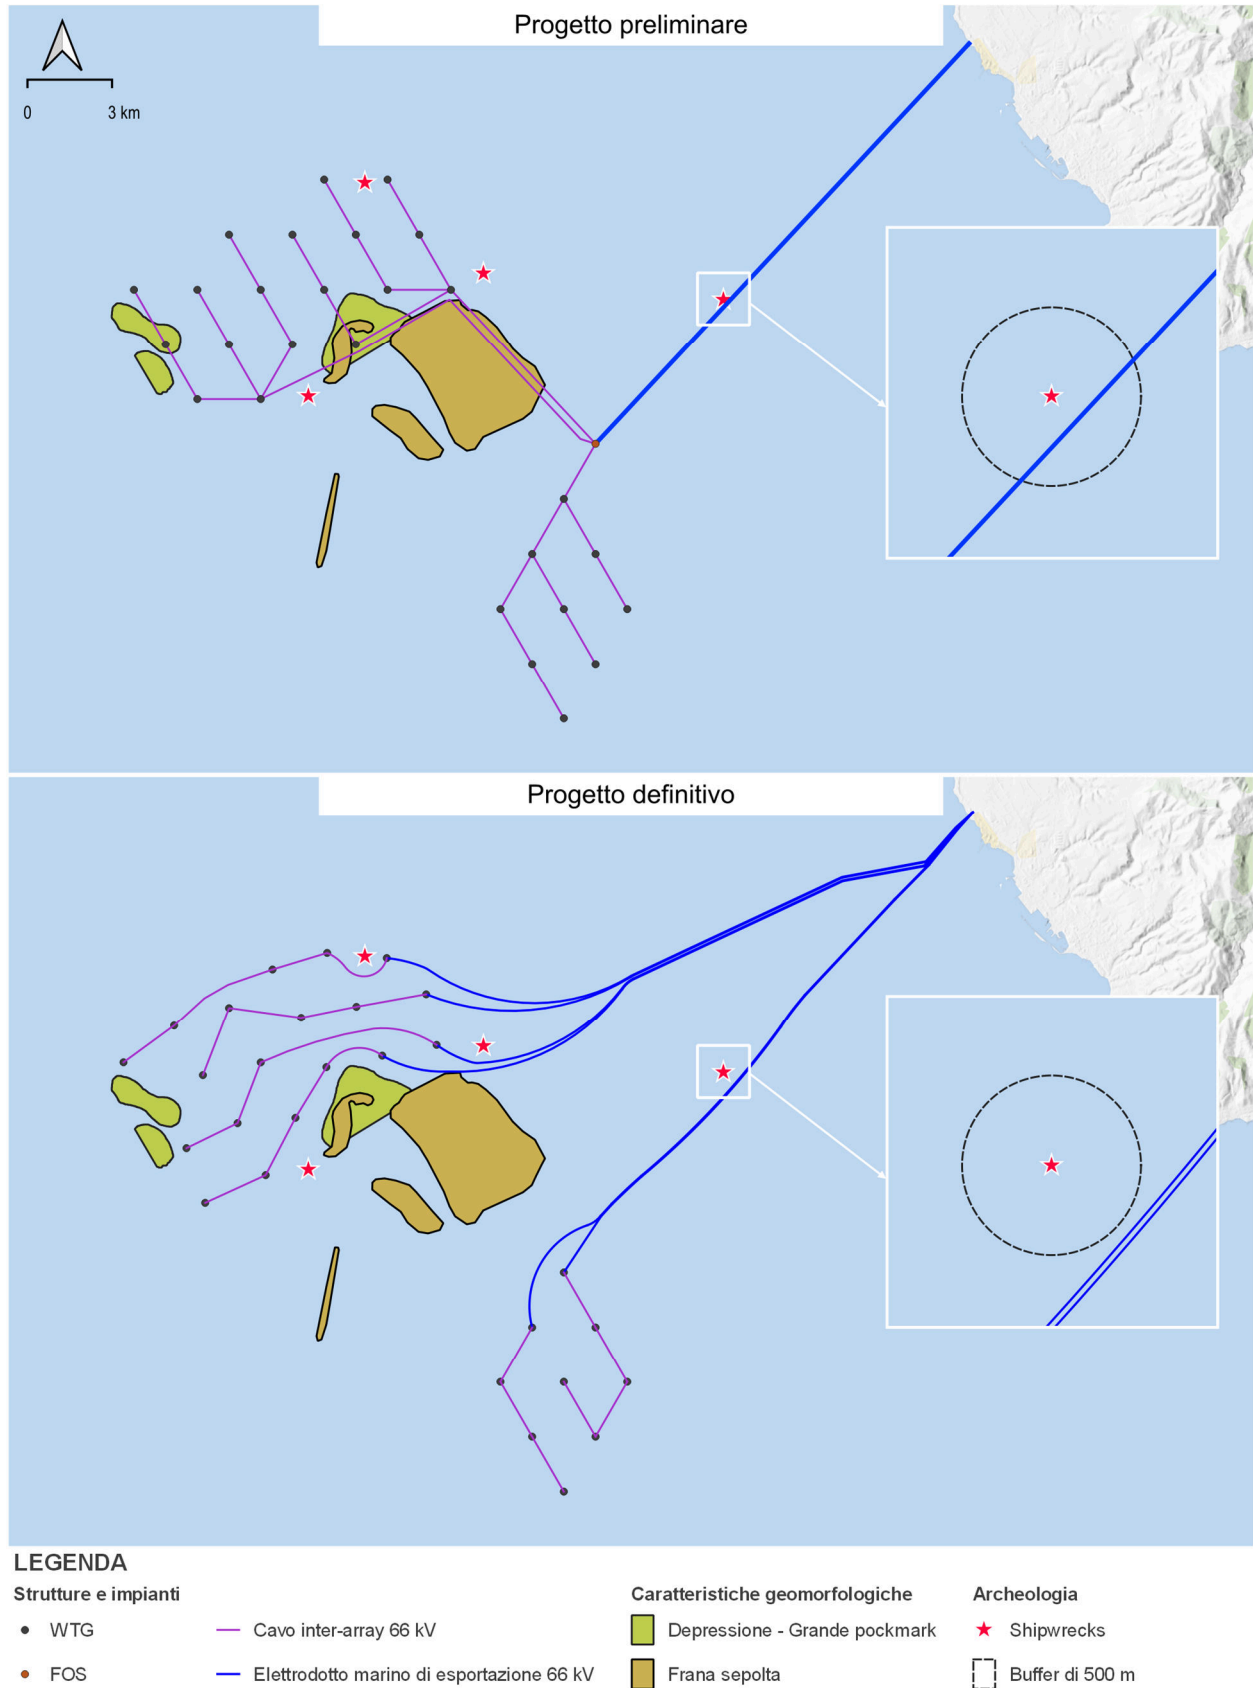 Progetto preliminare
0 3 km
Progetto definitivo
LEGENDA
Strutture e impianti
WTG
FOS
Cavo inter-array 66 kV
Elettrodotto marino di esportazione 66 kV
Caratteristiche geomorfologiche
Depressione - Grande pockmark
Frana sepolta
Archeologia
Shipwrecks
Buffer di 500 m